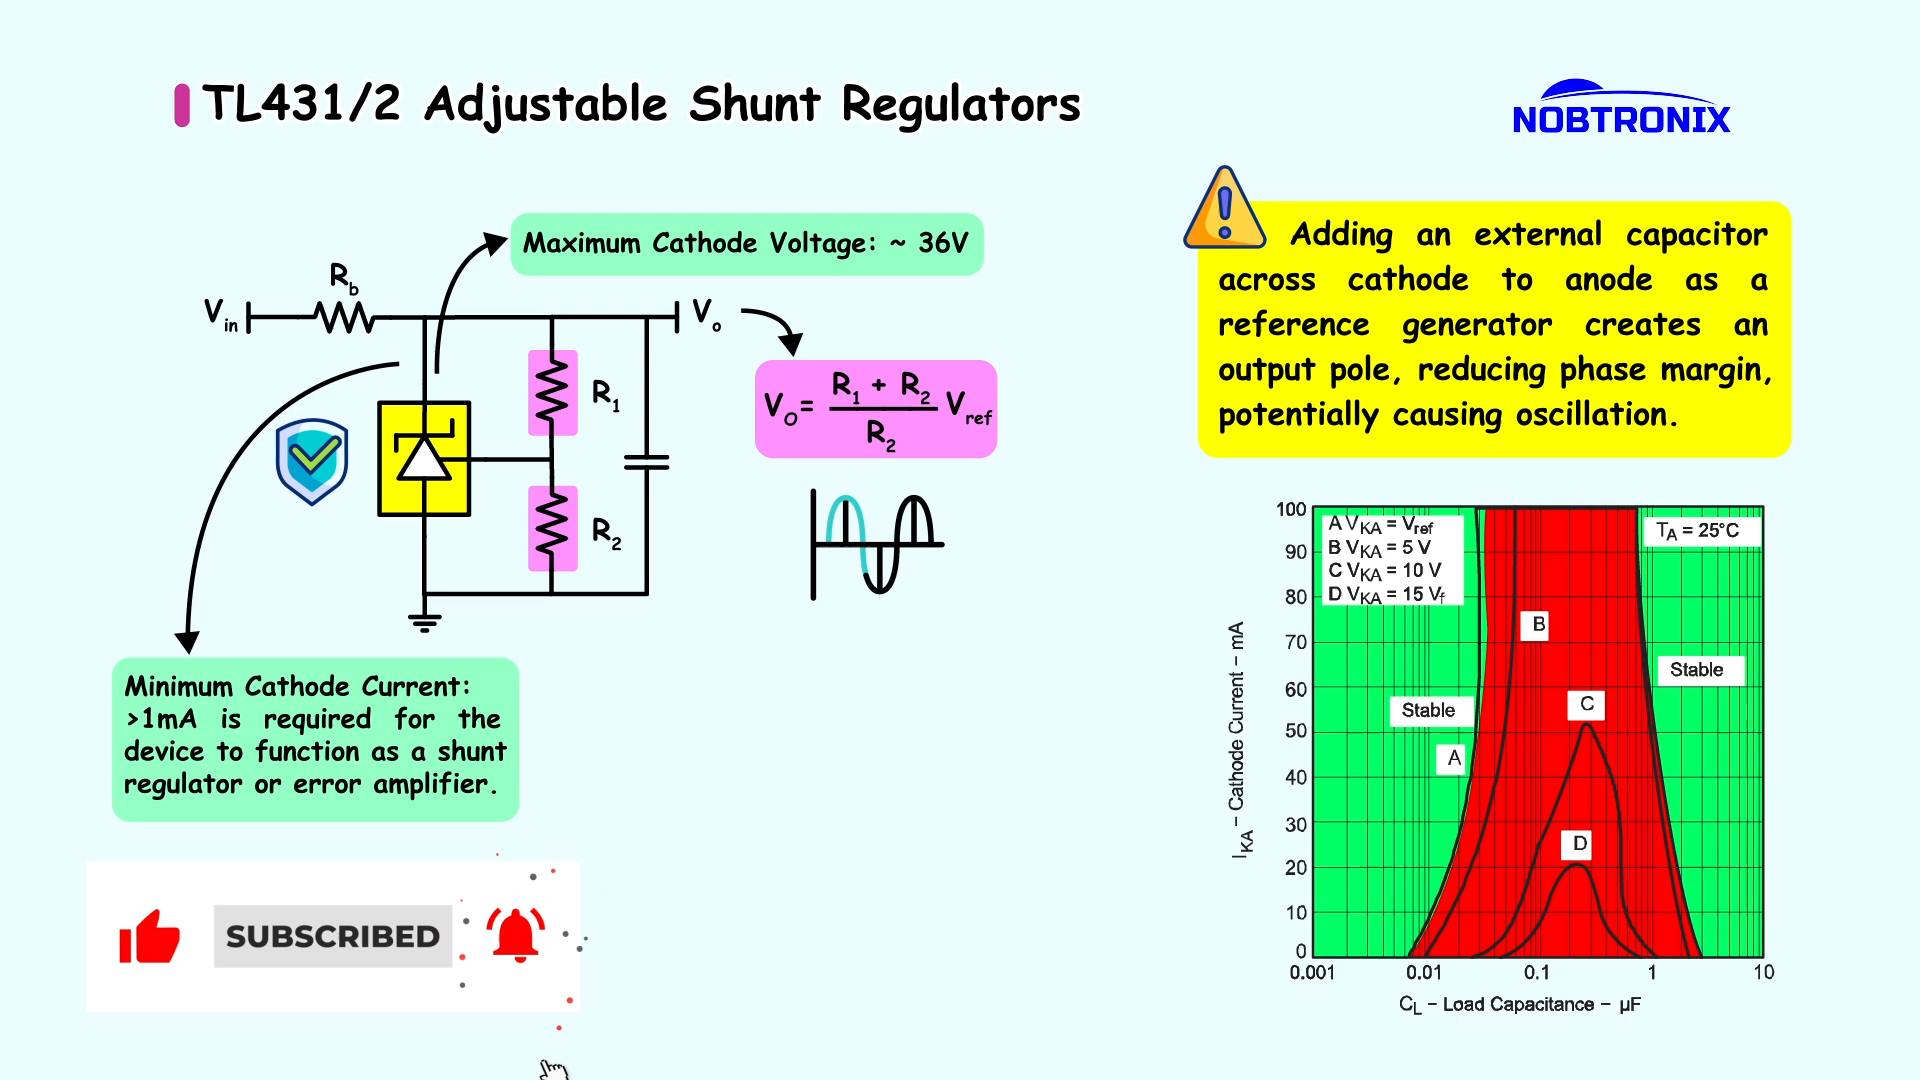 TL431/2 Adjustable Shunt Regulators
NOBTRONIX
Maximum Cathode Voltage: ~ 36V
Rb
Vin
Vo
R1
R2
VO= R1 + R2 Vref
R2
Minimum Cathode Current:
>1mA is required for the
device to function as a shunt
regulator or error amplifier.
SUBSCRIBED
Adding an external capacitor
across cathode to anode as a
reference generator creates an
output pole, reducing phase margin,
potentially causing oscillation.
A VKA = Vref
B VKA = 5 V
C VKA = 10 V
D VKA = 15 Vf
TA = 25°C
Stable
Stable
A
B
C
D
100
90
80
70
60
50
40
30
20
10
0
IKA – Cathode Current – mA
0.001 0.01 0.1 1 10
CL – Load Capacitance – µF